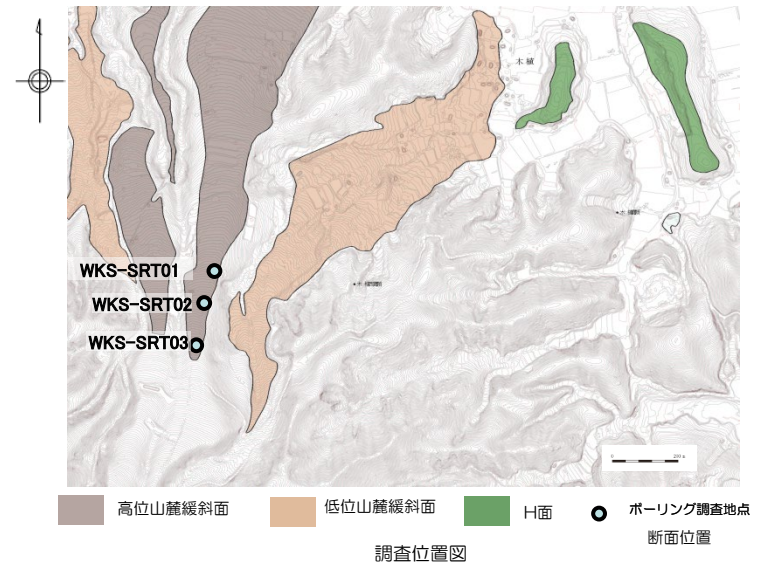 木植
WKS-SRT01
WKS-SRT02
WKS-SRT03
0 200 m
高位山麓緩斜面
低位山麓緩斜面
H面
ボーリング調査地点
断面位置
調査位置図